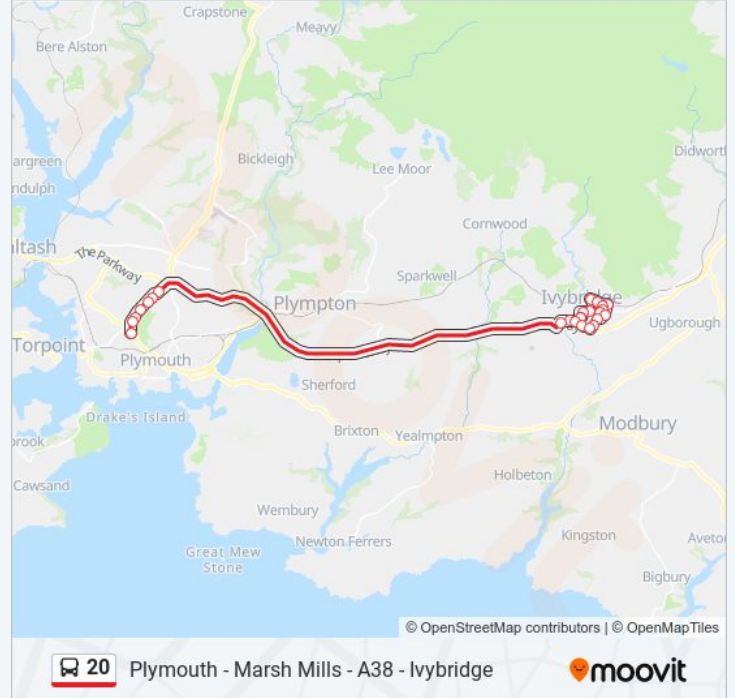 Crapstone
Meavy
Bere Alston
Bickleigh
Lee Moor
Didwort
argreen
ndulph
Cornwood
ltash
The Parkway
Sparkwell
Ivybridge
Plympton
Ugborough
Torpoint
Plymouth
Sherford
Drake's Island
Modbury
Brixton
Yealmpton
brook
Cawsand
Holbeton
Wembury
Newton Ferrers
Kingston
Aveto
Great Mew
Stone
Bigbury
© OpenStreetMap contributors | © OpenMapTiles
20 Plymouth - Marsh Mills - A38 - Ivybridge
moovit